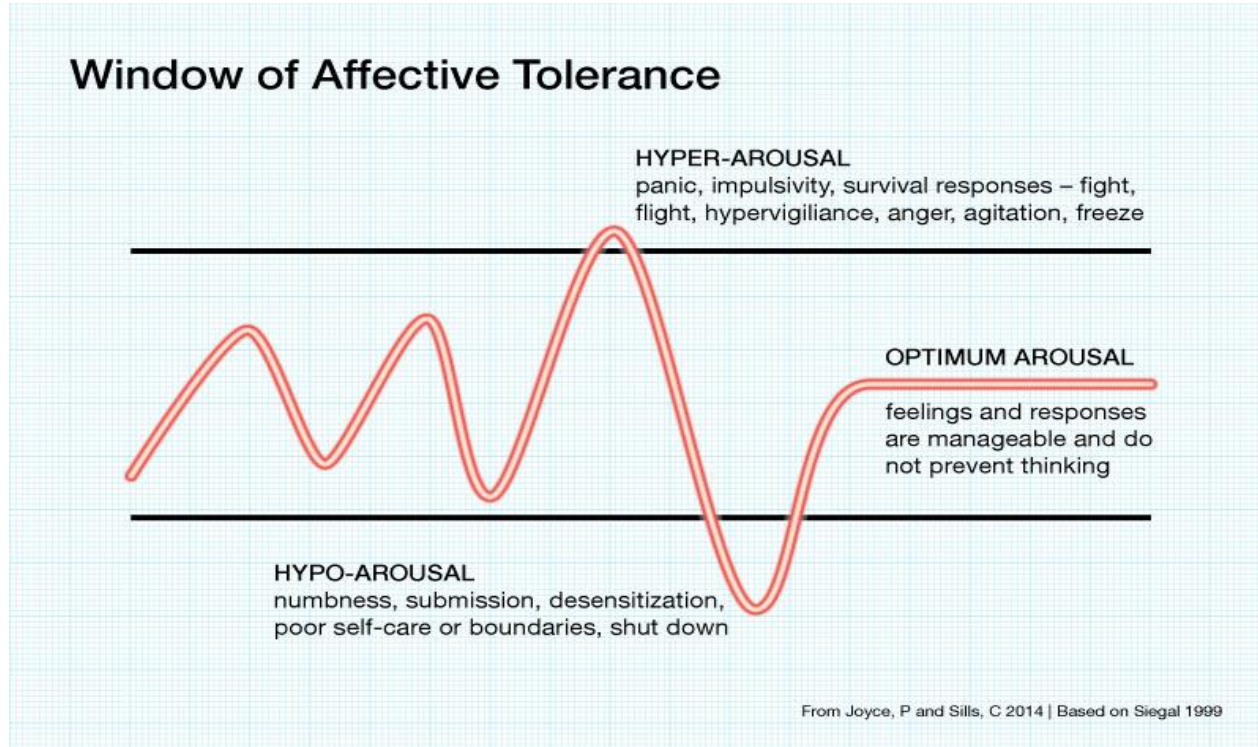 Window of Affective Tolerance
HYPER-AROUSAL
panic, impulsivity, survival responses – fight,
flight, hypervigiliance, anger, agitation, freeze
OPTIMUM AROUSAL
feelings and responses
are manageable and do
not prevent thinking
HYPO-AROUSAL
numbness, submission, desensitization,
poor self-care or boundaries, shut down
From Joyce, P and Sills, C 2014 | Based on Siegal 1999